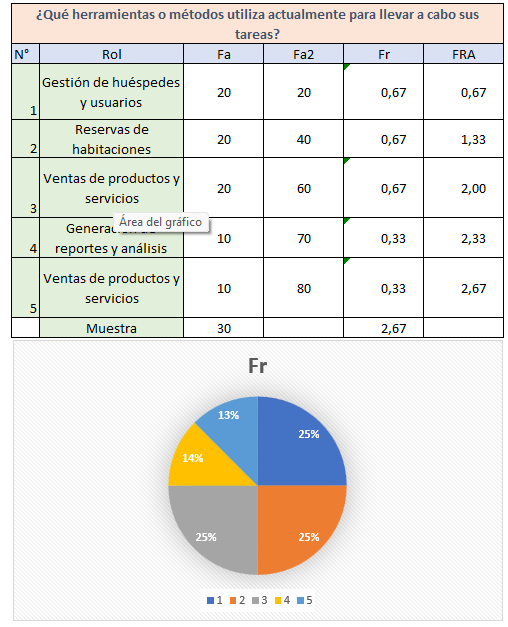 ¿Qué herramientas o métodos utiliza actualmente para llevar a cabo sus
tareas?
N° Rol Fa Fa2 Fr FRA
Gestión de huéspedes
y usuarios
1 20 20 0,67 0,67
Reservas de
habitaciones
2 20 40 0,67 1,33
Ventas de productos y
servicios
3 20 60 0,67 2,00
Área del gráfico
reportes y análisis
4 10 70 0,33 2,33
Ventas de productos y
servicios
5 10 80 0,33 2,67
Muestra 30 2,67
Fr
13%
25%
14%
25%
25%
1 2 3 4 5